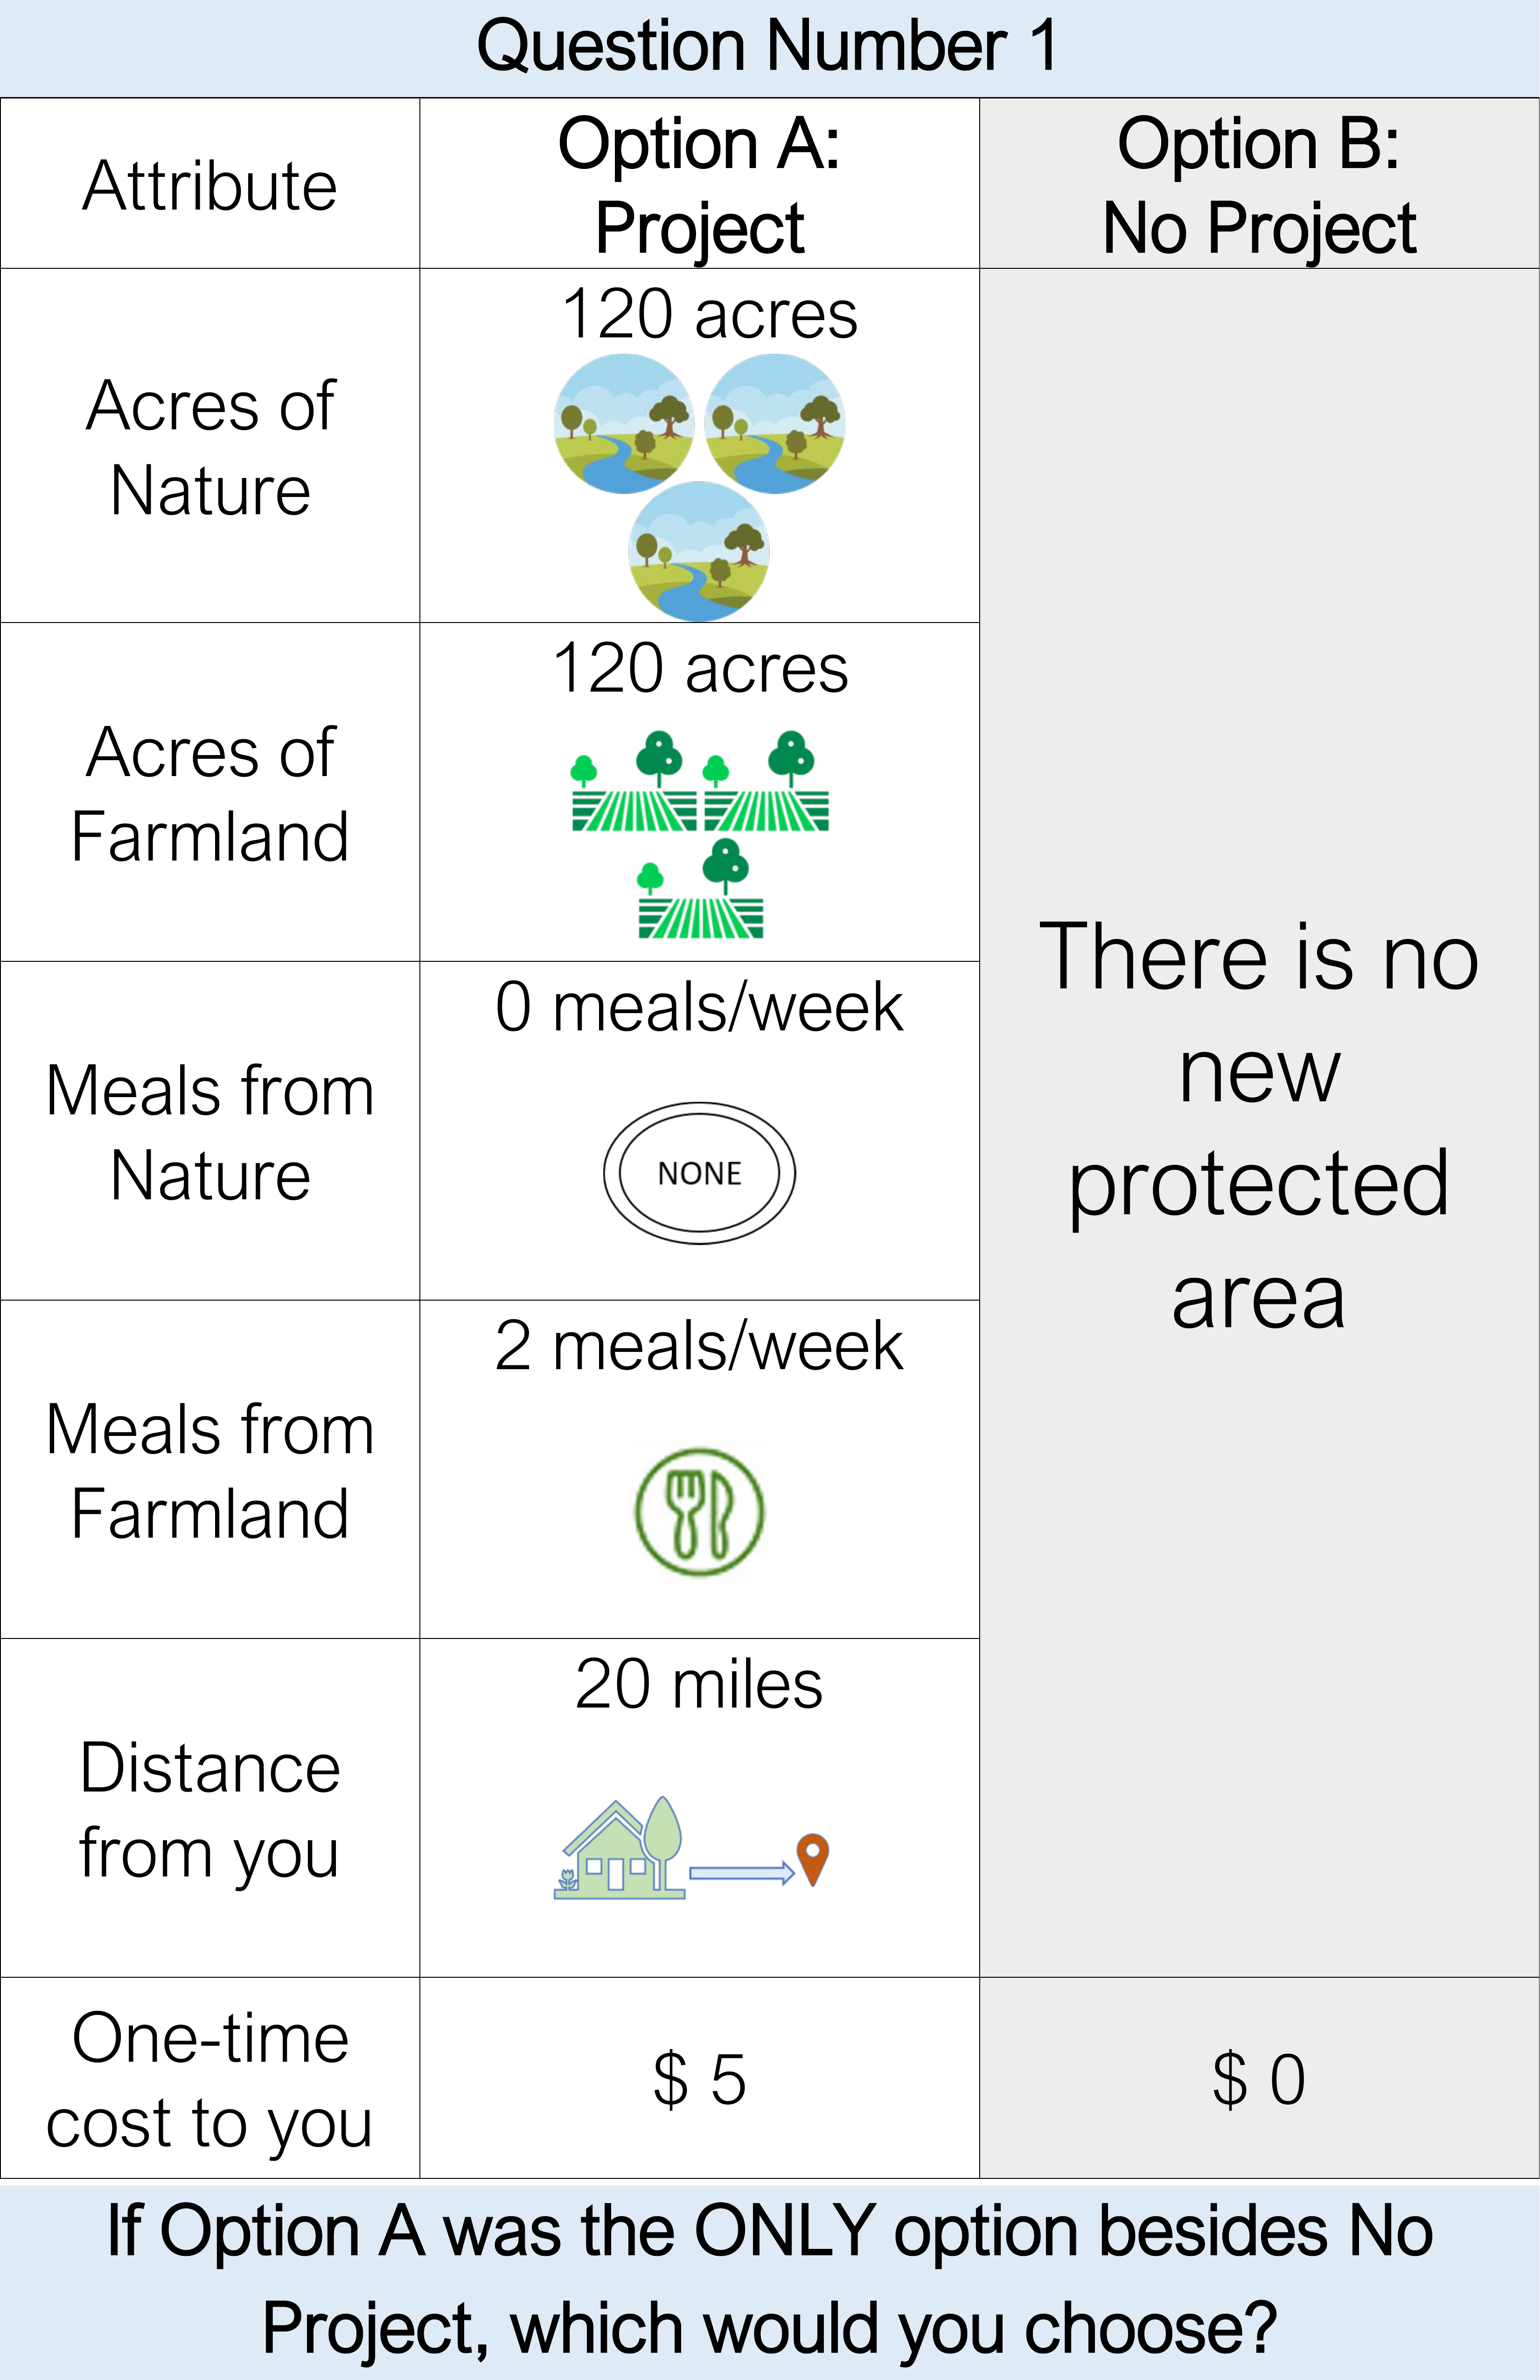 Question Number 1
Attribute
Option A:
Project
Option B:
No Project
Acres of
Nature
120 acres
Acres of
Farmland
120 acres
Meals from
Nature
0 meals/week
NONE
Meals from
Farmland
2 meals/week
Distance
from you
20 miles
There is no
new
protected
area
One-time
cost to you
$ 5
$ 0
If Option A was the ONLY option besides No
Project, which would you choose?